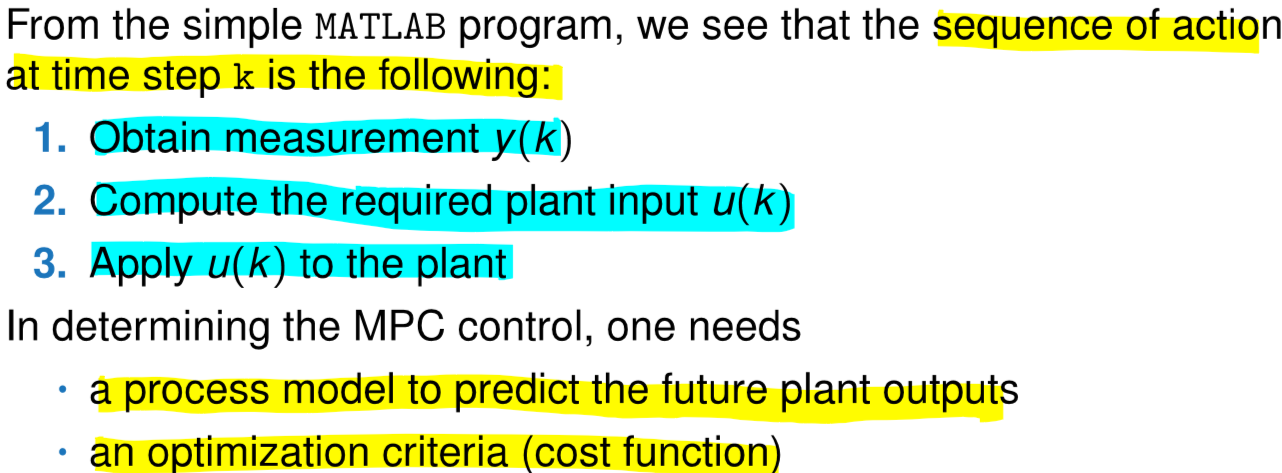 From the simple MATLAB program, we see that the sequence of action
at time step k is the following:
1. Obtain measurement y(k)
2. Compute the required plant input u(k)
3. Apply u(k) to the plant
In determining the MPC control, one needs
• a process model to predict the future plant outputs
• an optimization criteria (cost function)